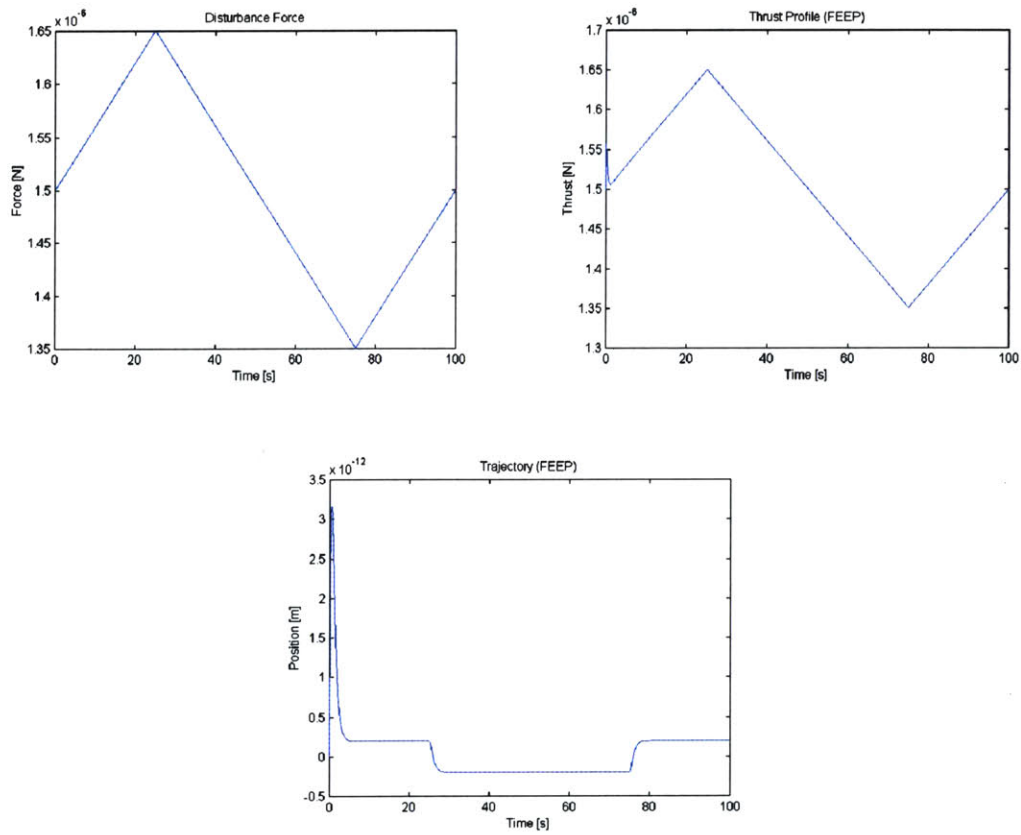 Disturbance Force
x 10^-6
1.65
1.6
1.55
1.5
1.45
1.4
1.35
Force [N]
0 20 40 60 80 100
Time [s]
Thrust Profile (FEEP)
x 10^-6
1.7
1.65
1.6
1.55
1.5
1.45
1.4
1.35
1.3
Thrust [N]
0 20 40 60 80 100
Time [s]
Trajectory (FEEP)
x 10^-12
3.5
3
2.5
2
1.5
1
0.5
0
-0.5
Position [m]
0 20 40 60 80 100
Time [s]